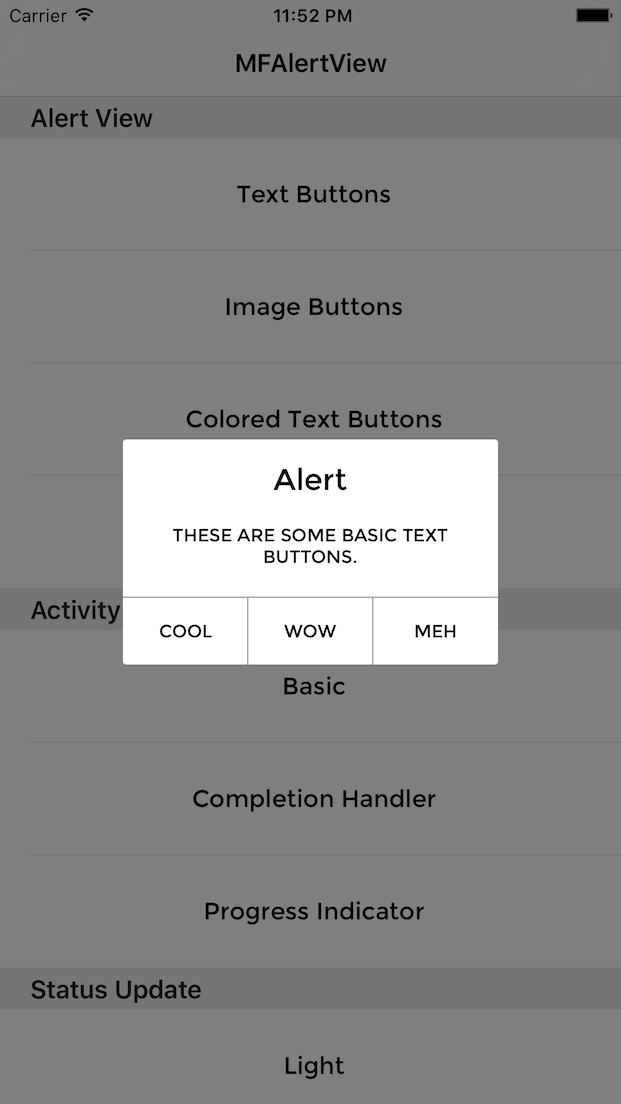 Carrier 11:52 PM
MFAlertView
Alert View
Text Buttons
Image Buttons
Colored Text Buttons
Alert
THESE ARE SOME BASIC TEXT
BUTTONS.
COOL WOW MEH
Activity
Basic
Completion Handler
Progress Indicator
Status Update
Light